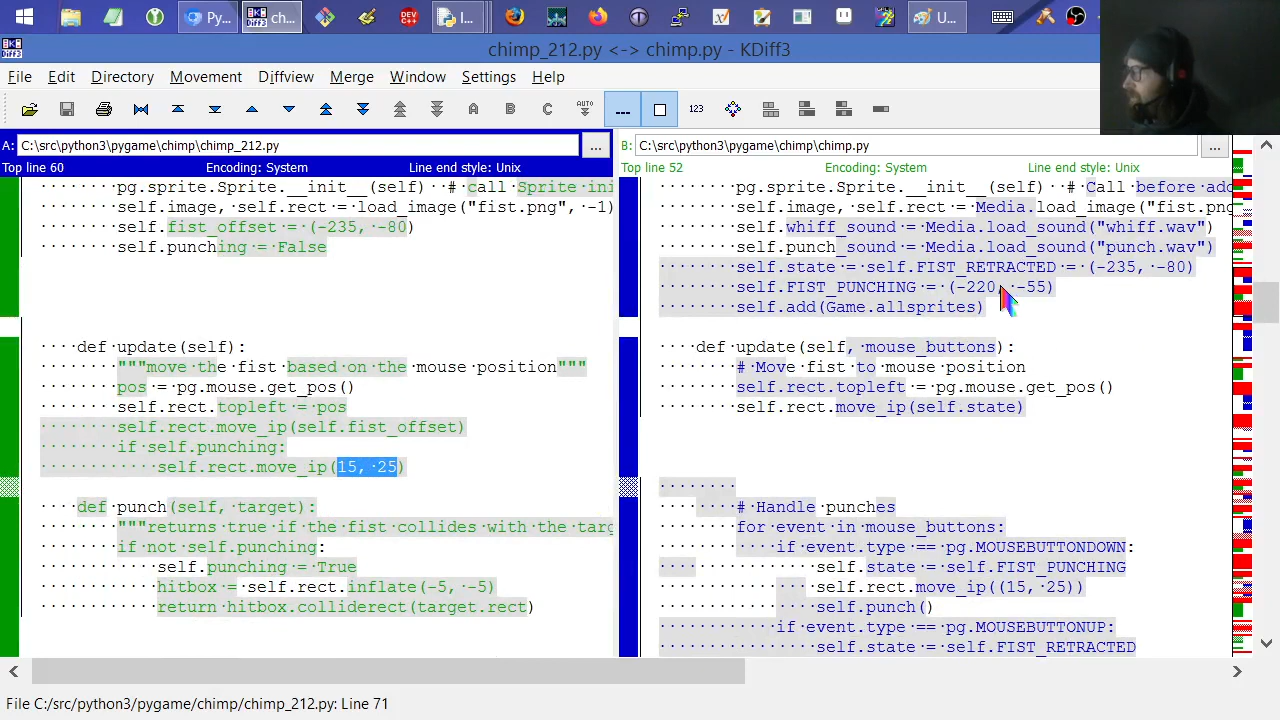 Py...
ch...
I...
U...
chimp_212.py <-> chimp.py - KDiff3
File Edit Directory Movement Diffview Merge Window Settings Help
A B C AUTO 123
A: C:\src\python3\pygame\chimp\chimp_212.py ...
B: C:\src\python3\pygame\chimp\chimp.py ...
Top line 60 Encoding: System Line end style: Unix
Top line 52 Encoding: System Line end style: Unix
········pg.sprite.Sprite.__init__(self)··#·call·Sprite·ini
········self.image,·self.rect·=·load_image("fist.png",·-1)
········self.fist_offset·=·(-235,·-80)
········self.punching·=·False
····def·update(self):
········"""move·the·fist·based·on·the·mouse·position"""
········pos·=·pg.mouse.get_pos()
········self.rect.topleft·=·pos
········self.rect.move_ip(self.fist_offset)
········if·self.punching:
············self.rect.move_ip(15,·25)
····def·punch(self,·target):
········"""returns·true·if·the·fist·collides·with·the·targ
········if·not·self.punching:
············self.punching·=·True
············hitbox·=·self.rect.inflate(-5,·-5)
············return·hitbox.colliderect(target.rect)
········pg.sprite.Sprite.__init__(self)··#·Call·before·add
········self.image,·self.rect·=·Media.load_image("fist.png
········self.whiff_sound·=·Media.load_sound("whiff.wav")
········self.punch_sound·=·Media.load_sound("punch.wav")
········self.state·=·self.FIST_RETRACTED·=·(-235,·-80)
········self.FIST_PUNCHING·=·(-220,·-55)
········self.add(Game.allsprites)
····def·update(self,·mouse_buttons):
········#·Move·fist·to·mouse·position
········self.rect.topleft·=·pg.mouse.get_pos()
········self.rect.move_ip(self.state)
········
········#·Handle·punches
········for·event·in·mouse_buttons:
············if·event.type·==·pg.MOUSEBUTTONDOWN:
················self.state·=·self.FIST_PUNCHING
················self.rect.move_ip((15,·25))
················self.punch()
············if·event.type·==·pg.MOUSEBUTTONUP:
················self.state·=·self.FIST_RETRACTED
File C:/src/python3/pygame/chimp/chimp_212.py: Line 71